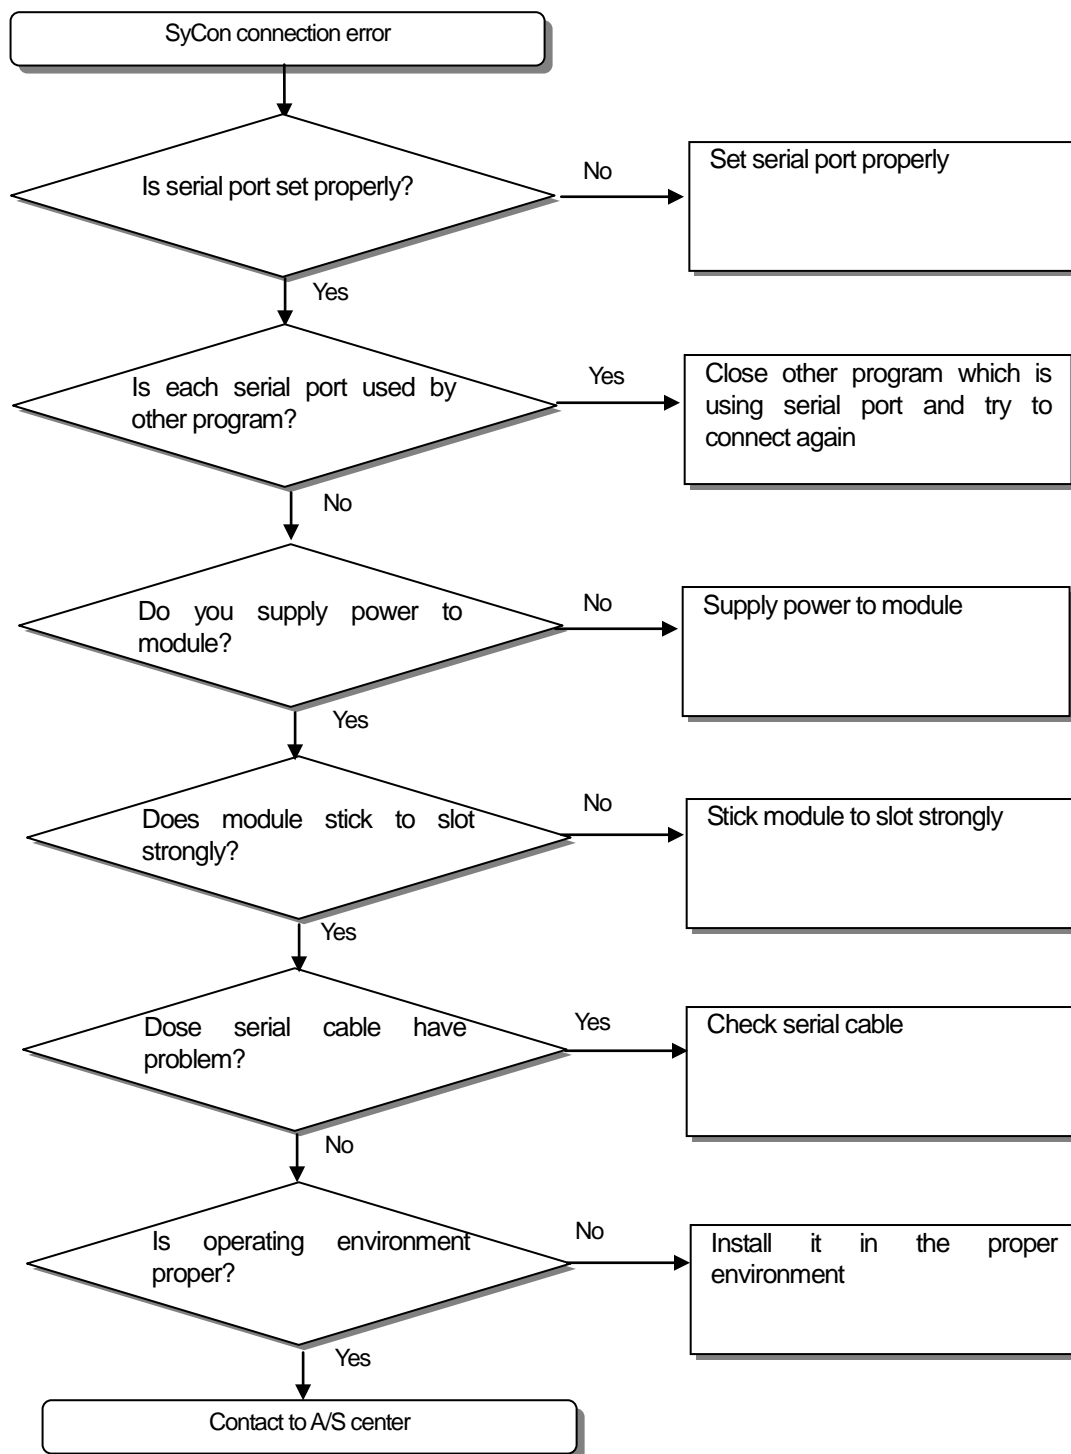 SyCon connection error
Is serial port set properly?
No
Set serial port properly
Yes
Is each serial port used by
other program?
Yes
Close other program which is
using serial port and try to
connect again
No
Do you supply power to
module?
No
Supply power to module
Yes
Does module stick to slot
strongly?
No
Stick module to slot strongly
Yes
Dose serial cable have
problem?
Yes
Check serial cable
No
Is operating environment
proper?
No
Install it in the proper
environment
Yes
Contact to A/S center